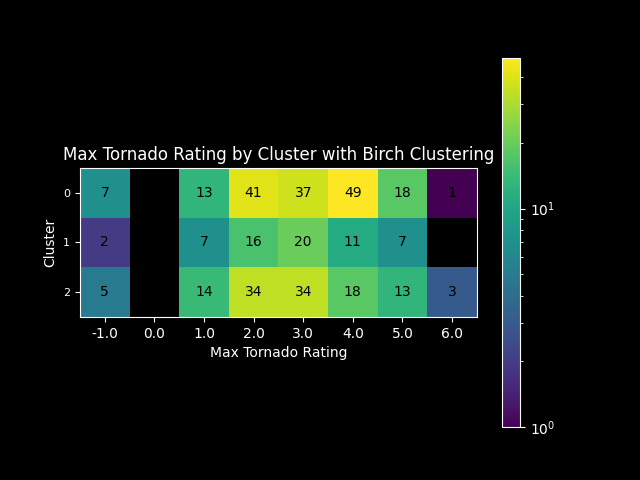 Max Tornado Rating by Cluster with Birch Clustering
Cluster
0 7 13 41 37 49 18 1
1 2 7 16 20 11 7
2 5 14 34 34 18 13 3
-1.0 0.0 1.0 2.0 3.0 4.0 5.0 6.0
Max Tornado Rating
10¹
10⁰